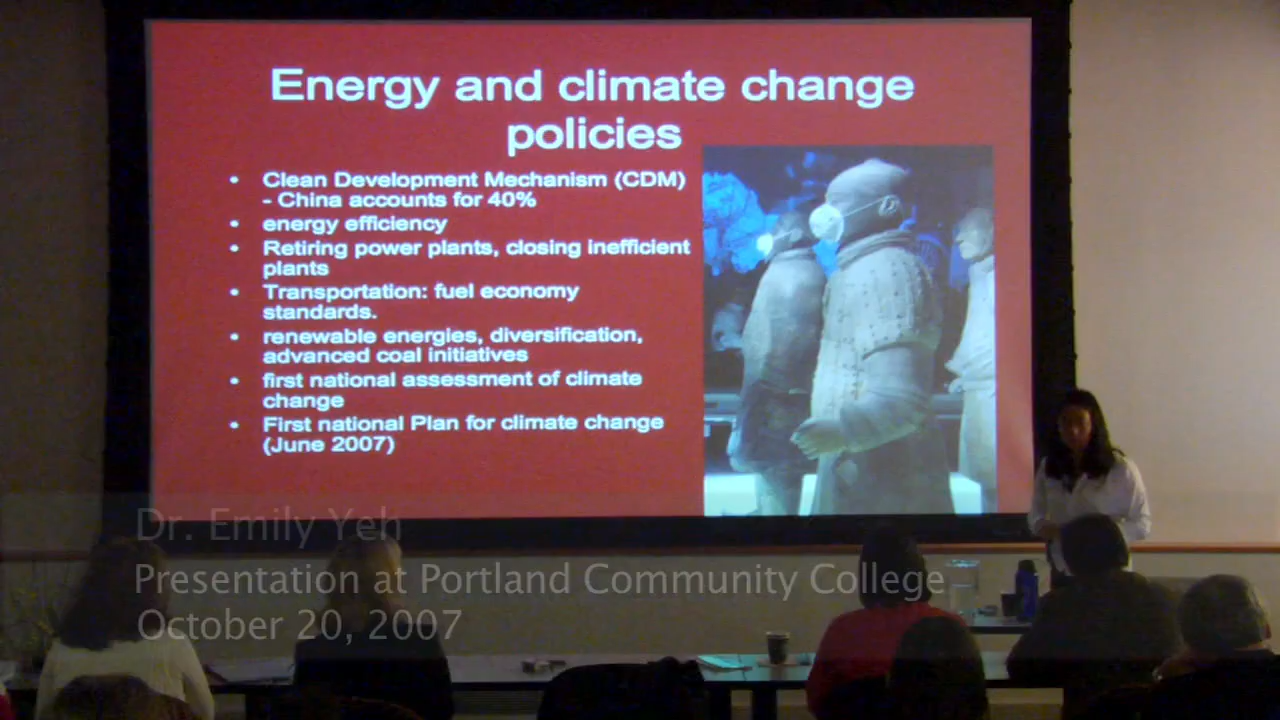 Energy and climate change
policies
• Clean Development Mechanism (CDM)
- China accounts for 40%
• energy efficiency
• Retiring power plants, closing inefficient
plants
• Transportation: fuel economy
standards.
• renewable energies, diversification,
advanced coal initiatives
• first national assessment of climate
change
• First national Plan for climate change
(June 2007)
Dr. Emily Yeh
Presentation at Portland Community College
October 20, 2007